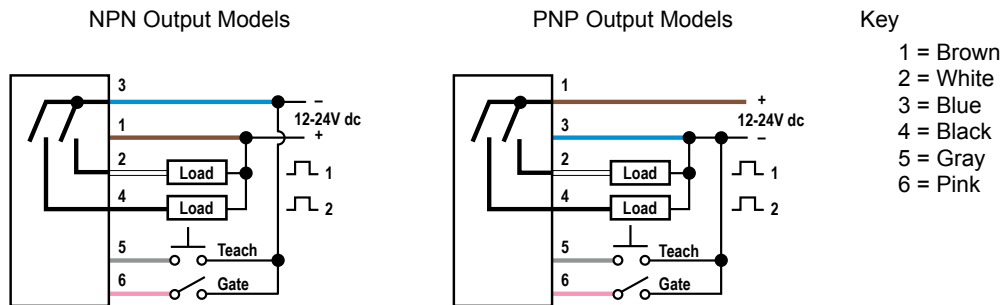 NPN Output Models
3
–
12-24V dc
1
+
2
Load
1
4
Load
2
5
Teach
6
Gate
PNP Output Models
1
+
12-24V dc
3
–
2
Load
1
4
Load
2
5
Teach
6
Gate
Key
1 = Brown
2 = White
3 = Blue
4 = Black
5 = Gray
6 = Pink